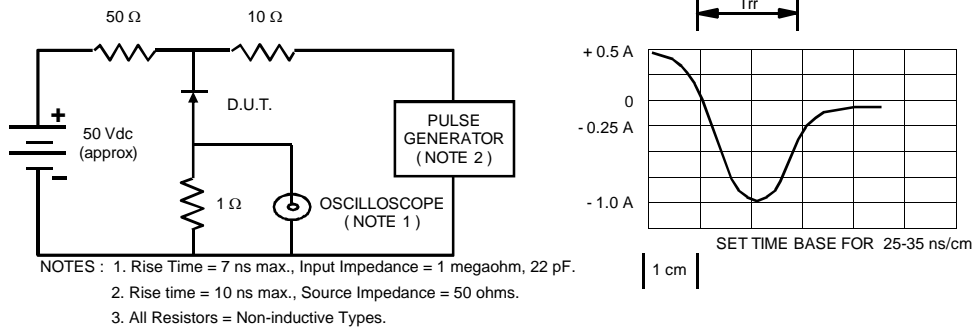 50 Ω
10 Ω
Trr
+ 0.5 A
D.U.T.
0
+
50 Vdc
(approx)
-
PULSE
GENERATOR
( NOTE 2 )
- 0.25 A
1 Ω
OSCILLOSCOPE
( NOTE 1 )
- 1.0 A
SET TIME BASE FOR 25-35 ns/cm
1 cm
NOTES : 1. Rise Time = 7 ns max., Input Impedance = 1 megaohm, 22 pF.
2. Rise time = 10 ns max., Source Impedance = 50 ohms.
3. All Resistors = Non-inductive Types.